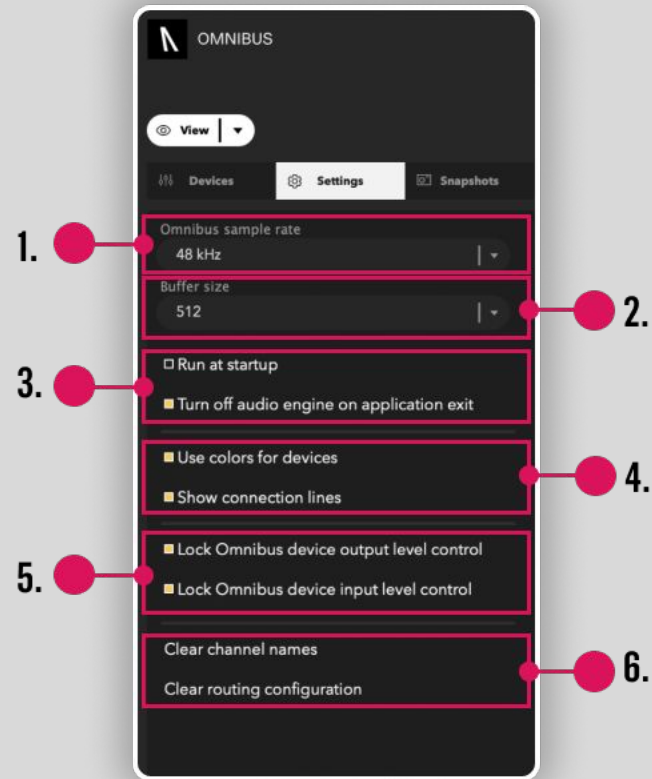 OMNIBUS
View
Devices Settings Snapshots
1.
Omnibus sample rate
48 kHz
Buffer size
512
2.
3.
Run at startup
Turn off audio engine on application exit
Use colors for devices
Show connection lines
4.
5.
Lock Omnibus device output level control
Lock Omnibus device input level control
Clear channel names
Clear routing configuration
6.